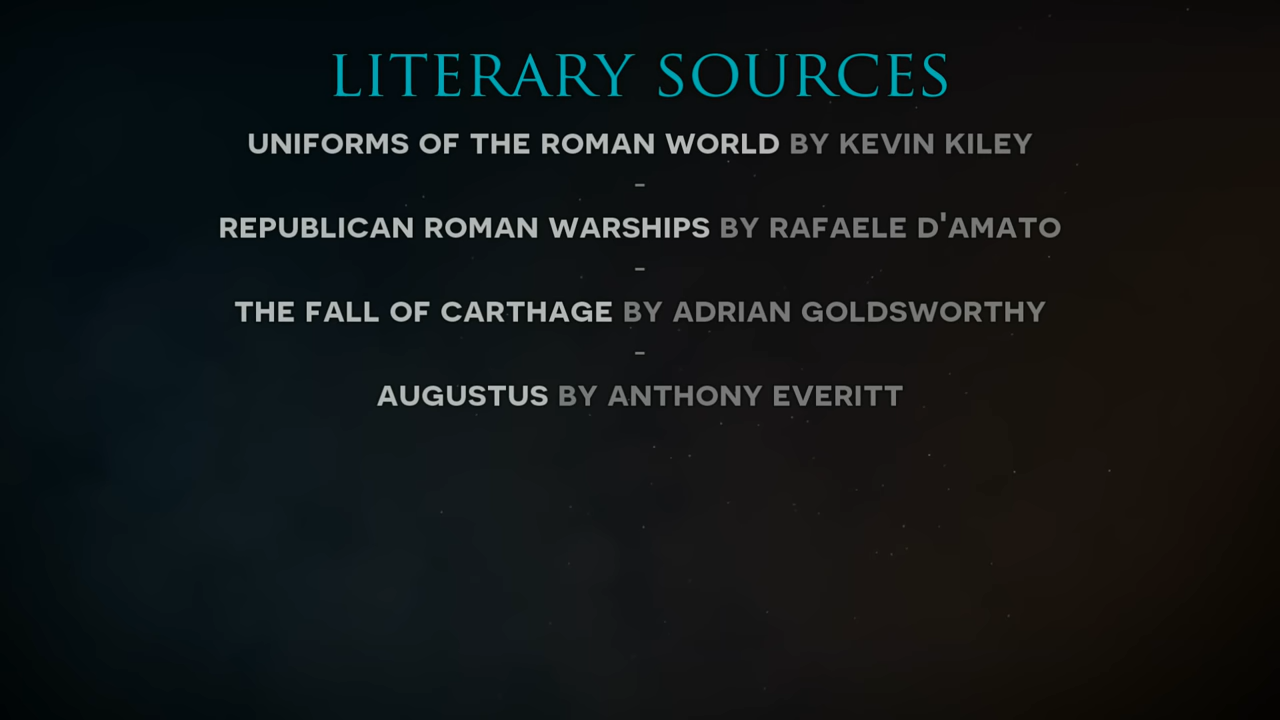 LITERARY SOURCES
UNIFORMS OF THE ROMAN WORLD BY KEVIN KILEY
-
REPUBLICAN ROMAN WARSHIPS BY RAFAELE D'AMATO
-
THE FALL OF CARTHAGE BY ADRIAN GOLDSWORTHY
-
AUGUSTUS BY ANTHONY EVERITT